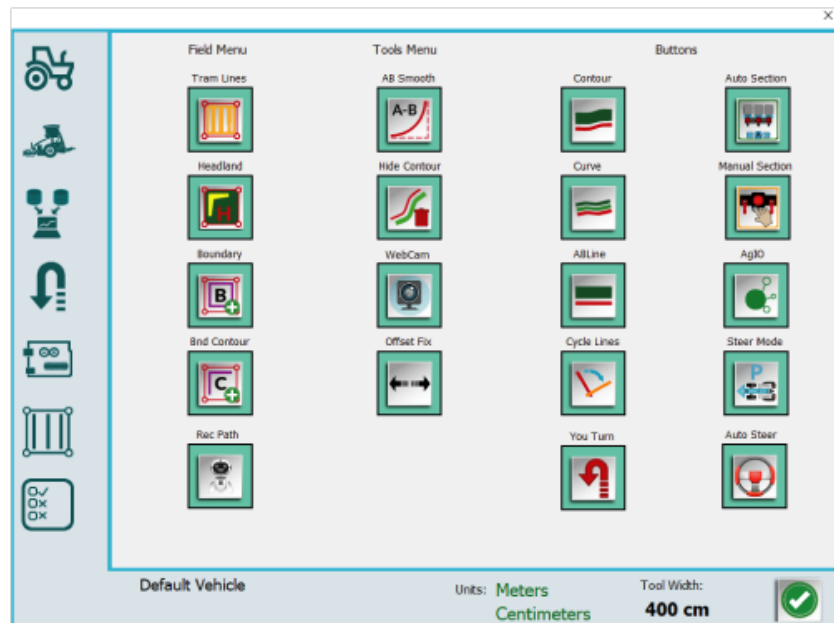 Field Menu
Tools Menu
Buttons
Tram Lines
AB Smooth
Contour
Auto Section
A-B
Headland
Hide Contour
Curve
Manual Section
H
Boundary
WebCam
ABLine
AgIO
B
Bnd Contour
Offset Fix
Cycle Lines
Steer Mode
C
P
Rec Path
You Turn
Auto Steer
Default Vehicle
Units: Meters
Centimeters
Tool Width:
400 cm